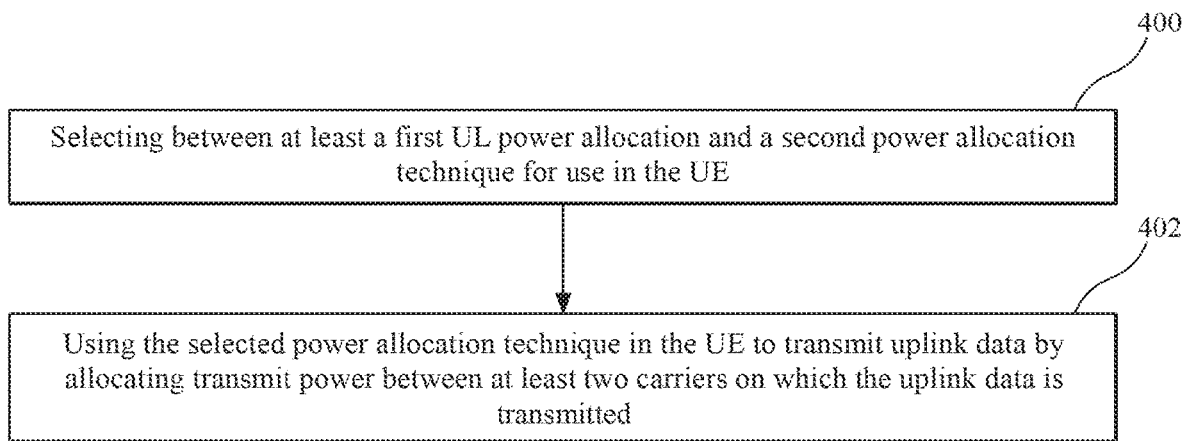 400
Selecting between at least a first UL power allocation and a second power allocation
technique for use in the UE
402
Using the selected power allocation technique in the UE to transmit uplink data by
allocating transmit power between at least two carriers on which the uplink data is
transmitted